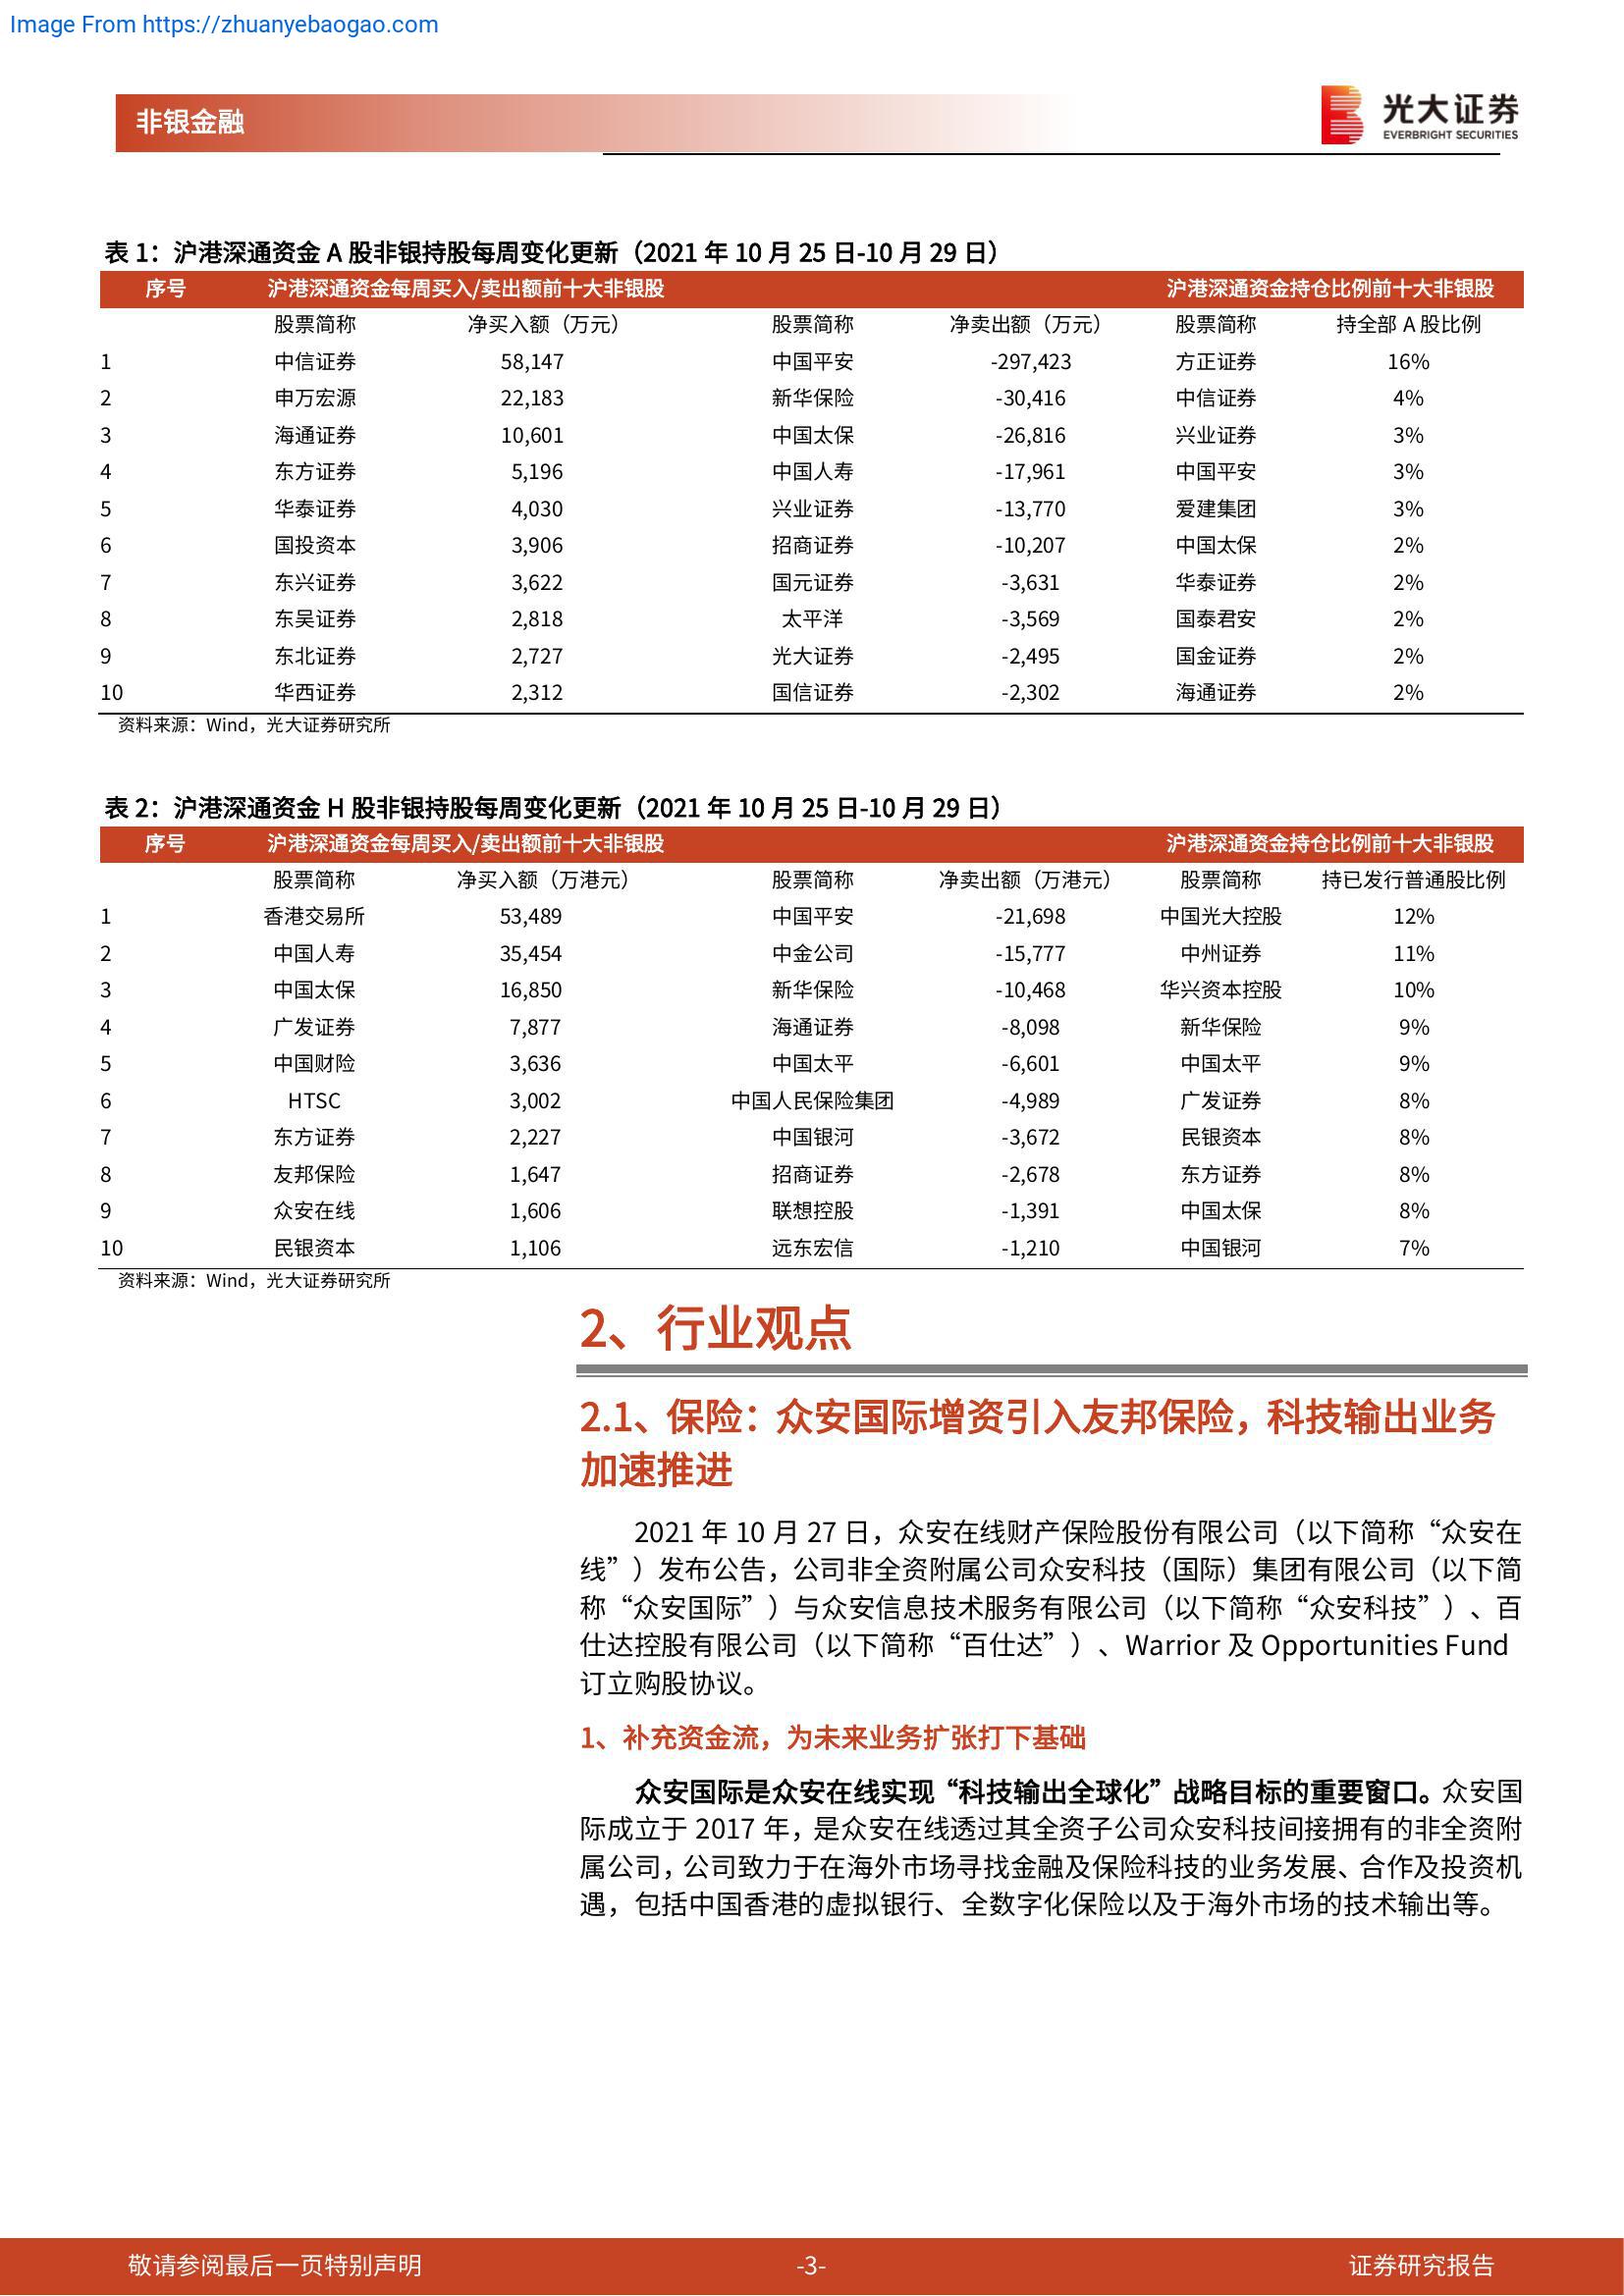 Image From https://zhuanyebaogao.com
非银金融
光大证券
EVERBRIGHT SECURITIES
表 1：沪港深通资金 A 股非银持股每周变化更新（2021 年 10 月 25 日-10 月 29 日）
序号 沪港深通资金每周买入/卖出额前十大非银股 沪港深通资金持仓比例前十大非银股
股票简称 净买入额（万元） 股票简称 净卖出额（万元） 股票简称 持全部 A 股比例
1 中信证券 58,147 中国平安 -297,423 方正证券 16%
2 申万宏源 22,183 新华保险 -30,416 中信证券 4%
3 海通证券 10,601 中国太保 -26,816 兴业证券 3%
4 东方证券 5,196 中国人寿 -17,961 中国平安 3%
5 华泰证券 4,030 兴业证券 -13,770 爱建集团 3%
6 国投资本 3,906 招商证券 -10,207 中国太保 2%
7 东兴证券 3,622 国元证券 -3,631 华泰证券 2%
8 东吴证券 2,818 太平洋 -3,569 国泰君安 2%
9 东北证券 2,727 光大证券 -2,495 国金证券 2%
10 华西证券 2,312 国信证券 -2,302 海通证券 2%
资料来源：Wind，光大证券研究所
表 2：沪港深通资金 H 股非银持股每周变化更新（2021 年 10 月 25 日-10 月 29 日）
序号 沪港深通资金每周买入/卖出额前十大非银股 沪港深通资金持仓比例前十大非银股
股票简称 净买入额（万港元） 股票简称 净卖出额（万港元） 股票简称 持已发行普通股比例
1 香港交易所 53,489 中国平安 -21,698 中国光大控股 12%
2 中国人寿 35,454 中金公司 -15,777 中州证券 11%
3 中国太保 16,850 新华保险 -10,468 华兴资本控股 10%
4 广发证券 7,877 海通证券 -8,098 新华保险 9%
5 中国财险 3,636 中国太平 -6,601 中国太平 9%
6 HTSC 3,002 中国人民保险集团 -4,989 广发证券 8%
7 东方证券 2,227 中国银河 -3,672 民银资本 8%
8 友邦保险 1,647 招商证券 -2,678 东方证券 8%
9 众安在线 1,606 联想控股 -1,391 中国太保 8%
10 民银资本 1,106 远东宏信 -1,210 中国银河 7%
资料来源：Wind，光大证券研究所
2、行业观点
2.1、保险：众安国际增资引入友邦保险，科技输出业务
加速推进
2021 年 10 月 27 日，众安在线财产保险股份有限公司（以下简称“众安在
线”）发布公告，公司非全资附属公司众安科技（国际）集团有限公司（以下简
称“众安国际”）与众安信息技术服务有限公司（以下简称“众安科技”）、百
仕达控股有限公司（以下简称“百仕达”）、Warrior 及 Opportunities Fund
订立购股协议。
1、补充资金流，为未来业务扩张打下基础
众安国际是众安在线实现“科技输出全球化”战略目标的重要窗口。众安国
际成立于 2017 年，是众安在线透过其全资子公司众安科技间接拥有的非全资附
属公司，公司致力于在海外市场寻找金融及保险科技的业务发展、合作及投资机
遇，包括中国香港的虚拟银行、全数字化保险以及于海外市场的技术输出等。
敬请参阅最后一页特别声明 -3- 证券研究报告